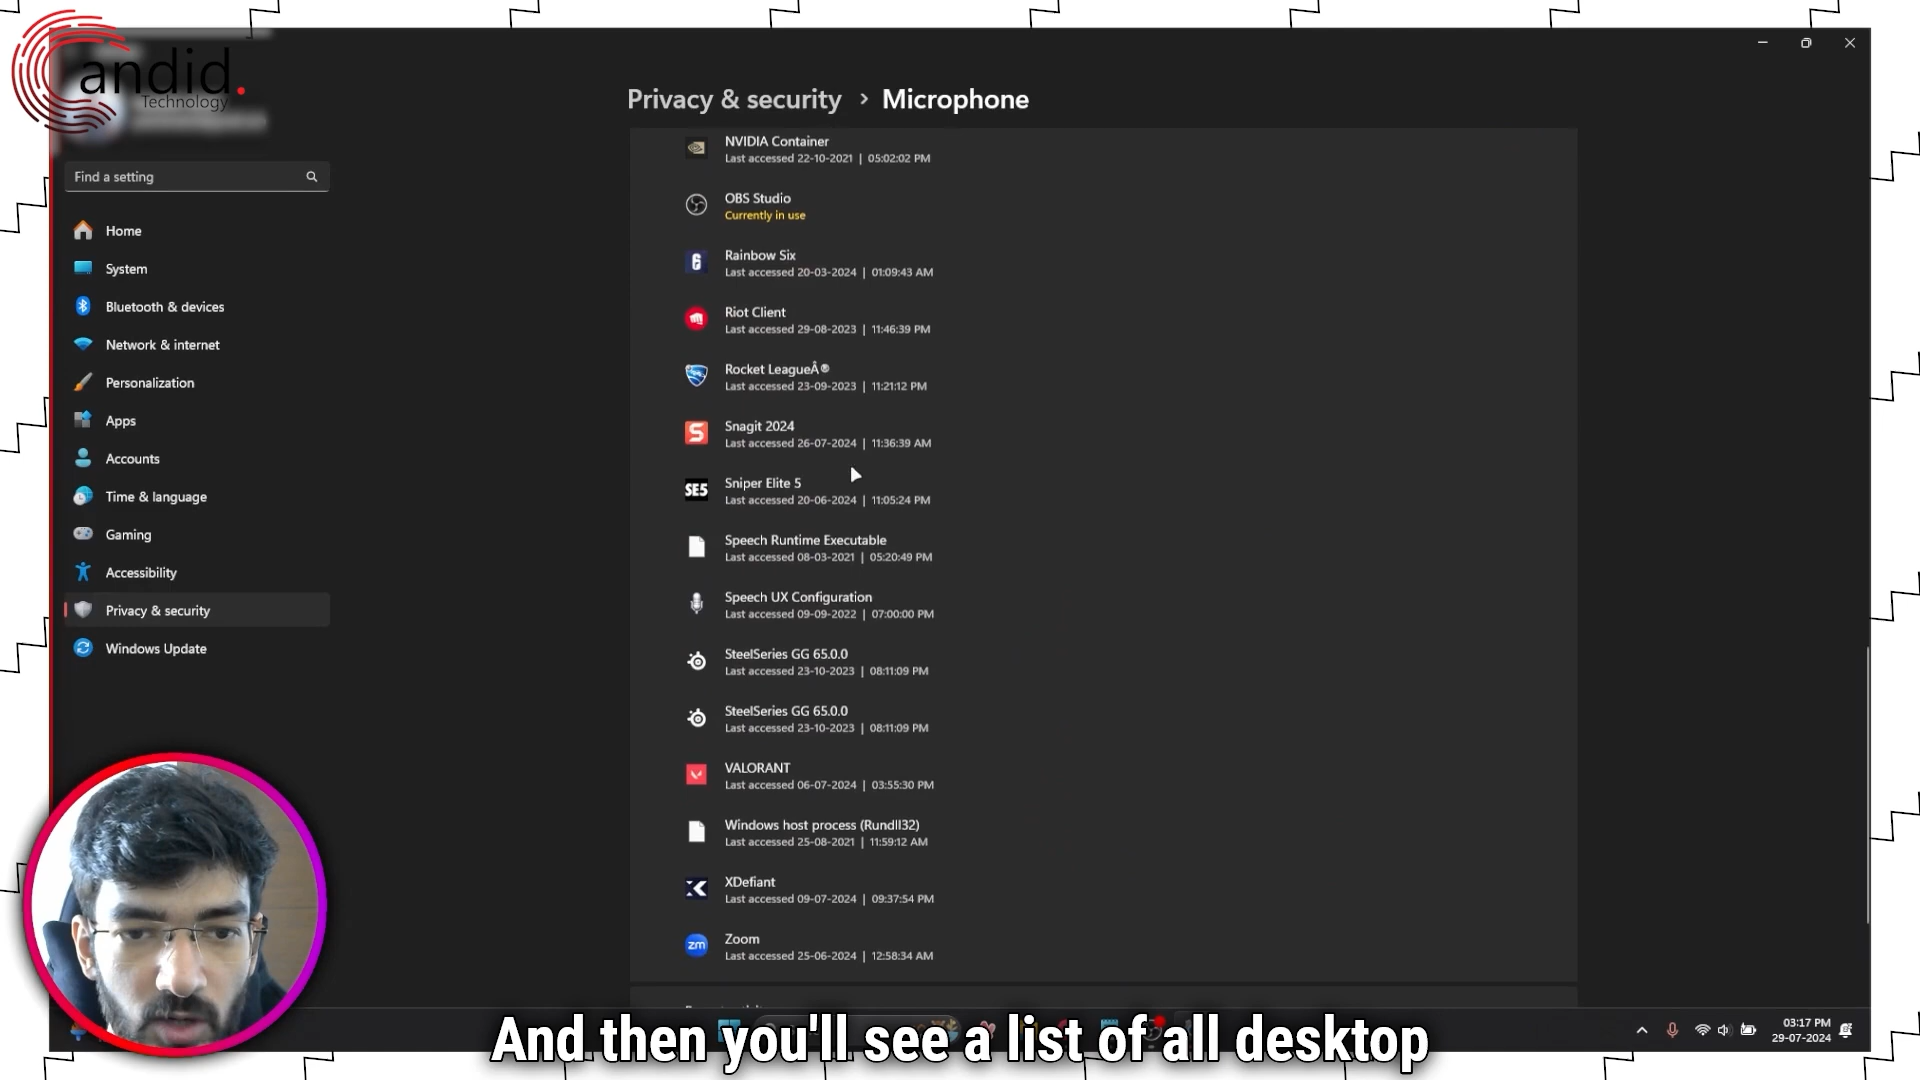 andid.
Technology
Privacy & security > Microphone
Find a setting
Home
System
Bluetooth & devices
Network & internet
Personalization
Apps
Accounts
Time & language
Gaming
Accessibility
Privacy & security
Windows Update
NVIDIA Container
Last accessed 22-10-2021 | 05:02:02 PM
OBS Studio
Currently in use
Rainbow Six
Last accessed 20-03-2024 | 01:09:43 AM
Riot Client
Last accessed 29-08-2023 | 11:46:39 PM
Rocket LeagueÂ®
Last accessed 23-09-2023 | 11:21:12 PM
Snagit 2024
Last accessed 26-07-2024 | 11:36:39 AM
SE5
Sniper Elite 5
Last accessed 20-06-2024 | 11:05:24 PM
Speech Runtime Executable
Last accessed 08-03-2021 | 05:20:49 PM
Speech UX Configuration
Last accessed 09-09-2022 | 07:00:00 PM
SteelSeries GG 65.0.0
Last accessed 23-10-2023 | 08:11:09 PM
SteelSeries GG 65.0.0
Last accessed 23-10-2023 | 08:11:09 PM
VALORANT
Last accessed 06-07-2024 | 03:55:30 PM
Windows host process (Rundll32)
Last accessed 25-08-2021 | 11:59:12 AM
XDefiant
Last accessed 09-07-2024 | 09:37:54 PM
zm
Zoom
Last accessed 25-06-2024 | 12:58:34 AM
And then you'll see a list of all desktop
03:17 PM
29-07-2024